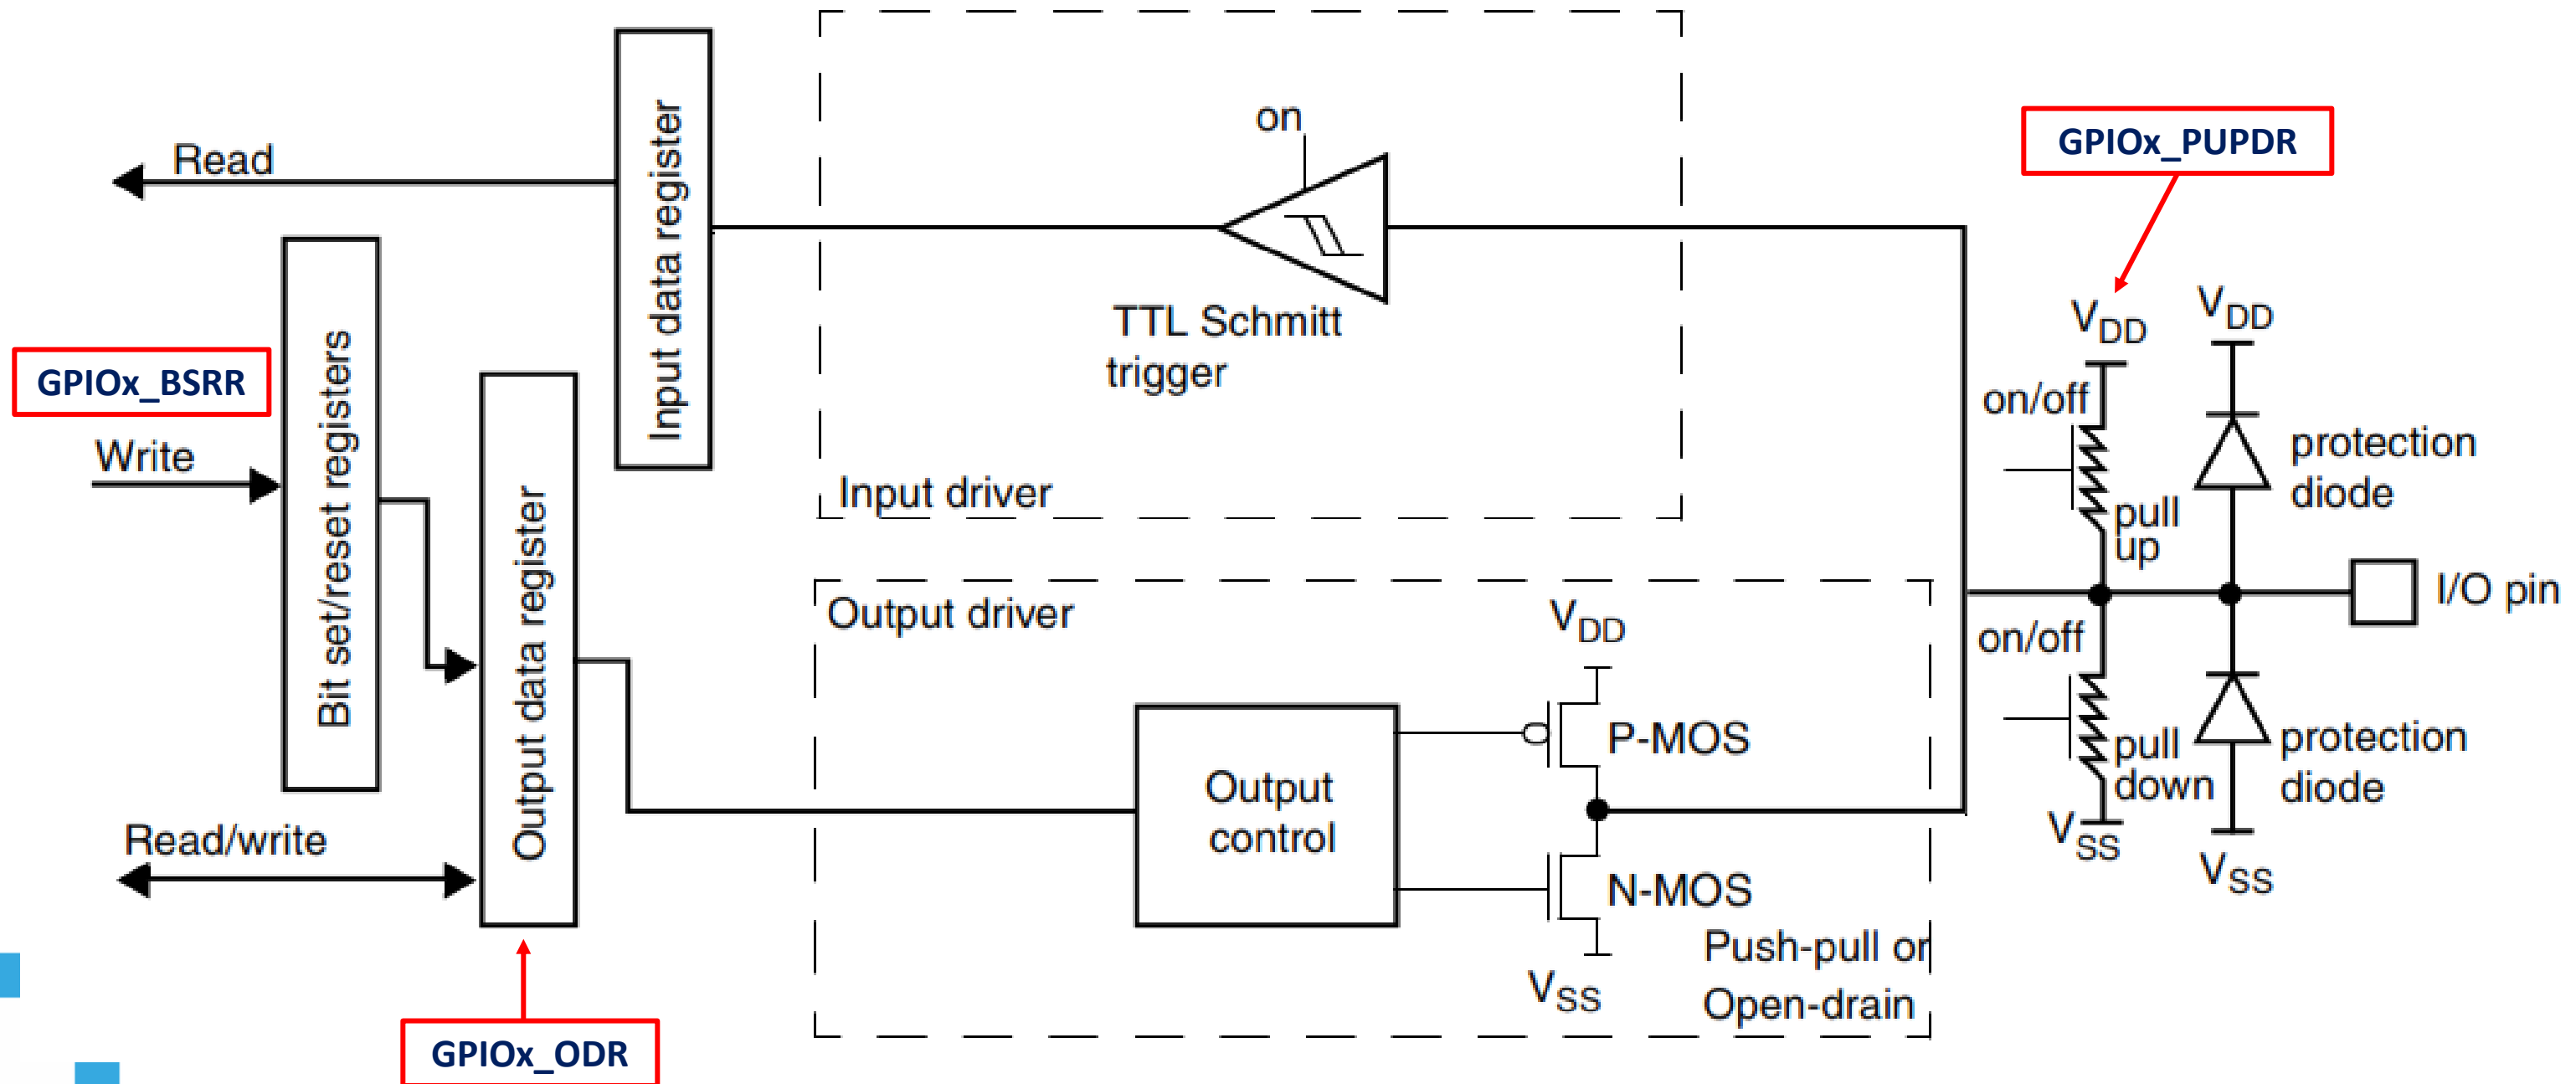 Read
GPIOx_BSRR
Write
Bit set/reset registers
Read/write
Output data register
GPIOx_ODR
Input data register
on
TTL Schmitt
trigger
Input driver
Output driver
Output
control
VDD
P-MOS
N-MOS
VSS
Push-pull or
Open-drain
GPIOx_PUPDR
VDD
VDD
on/off
pull
up
protection
diode
I/O pin
on/off
pull
down
protection
diode
VSS
VSS